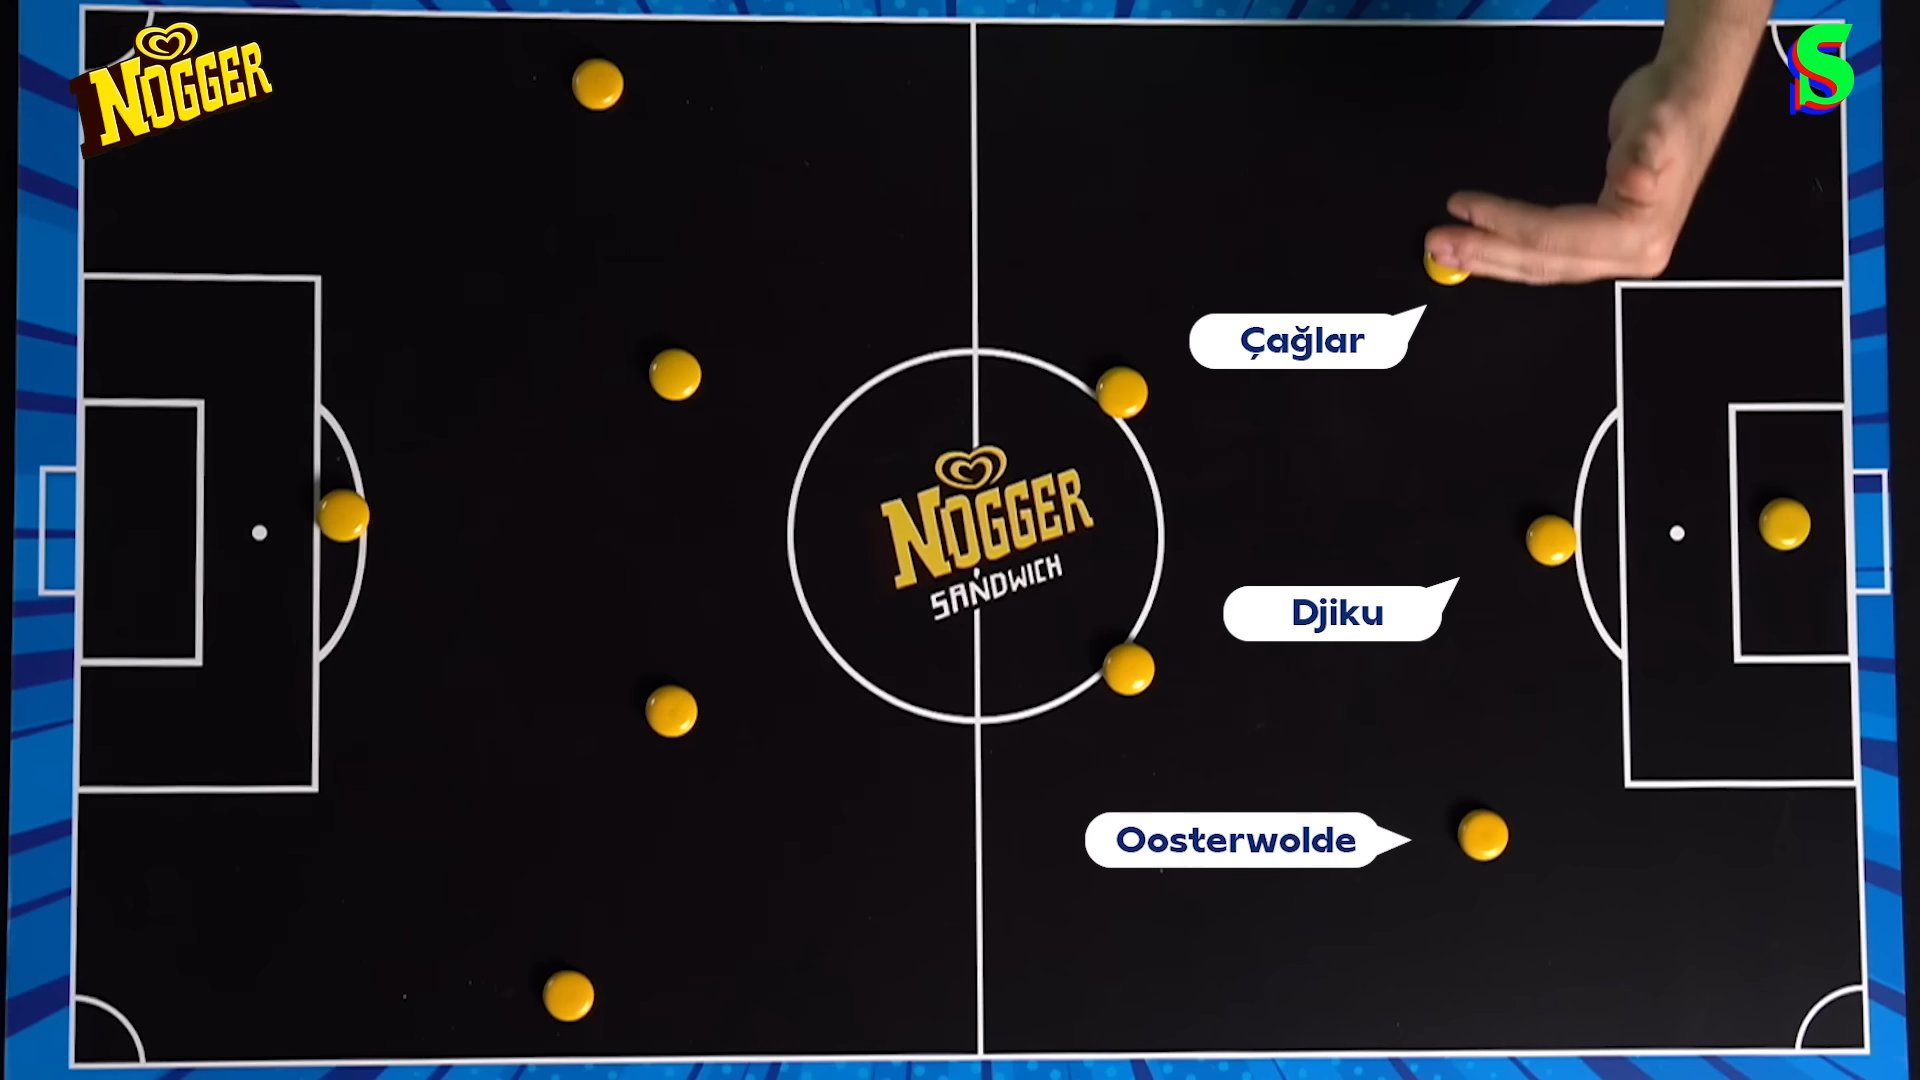 NOGGER
S
Çağlar
NOGGER
SANDWICH
Djiku
Oosterwolde